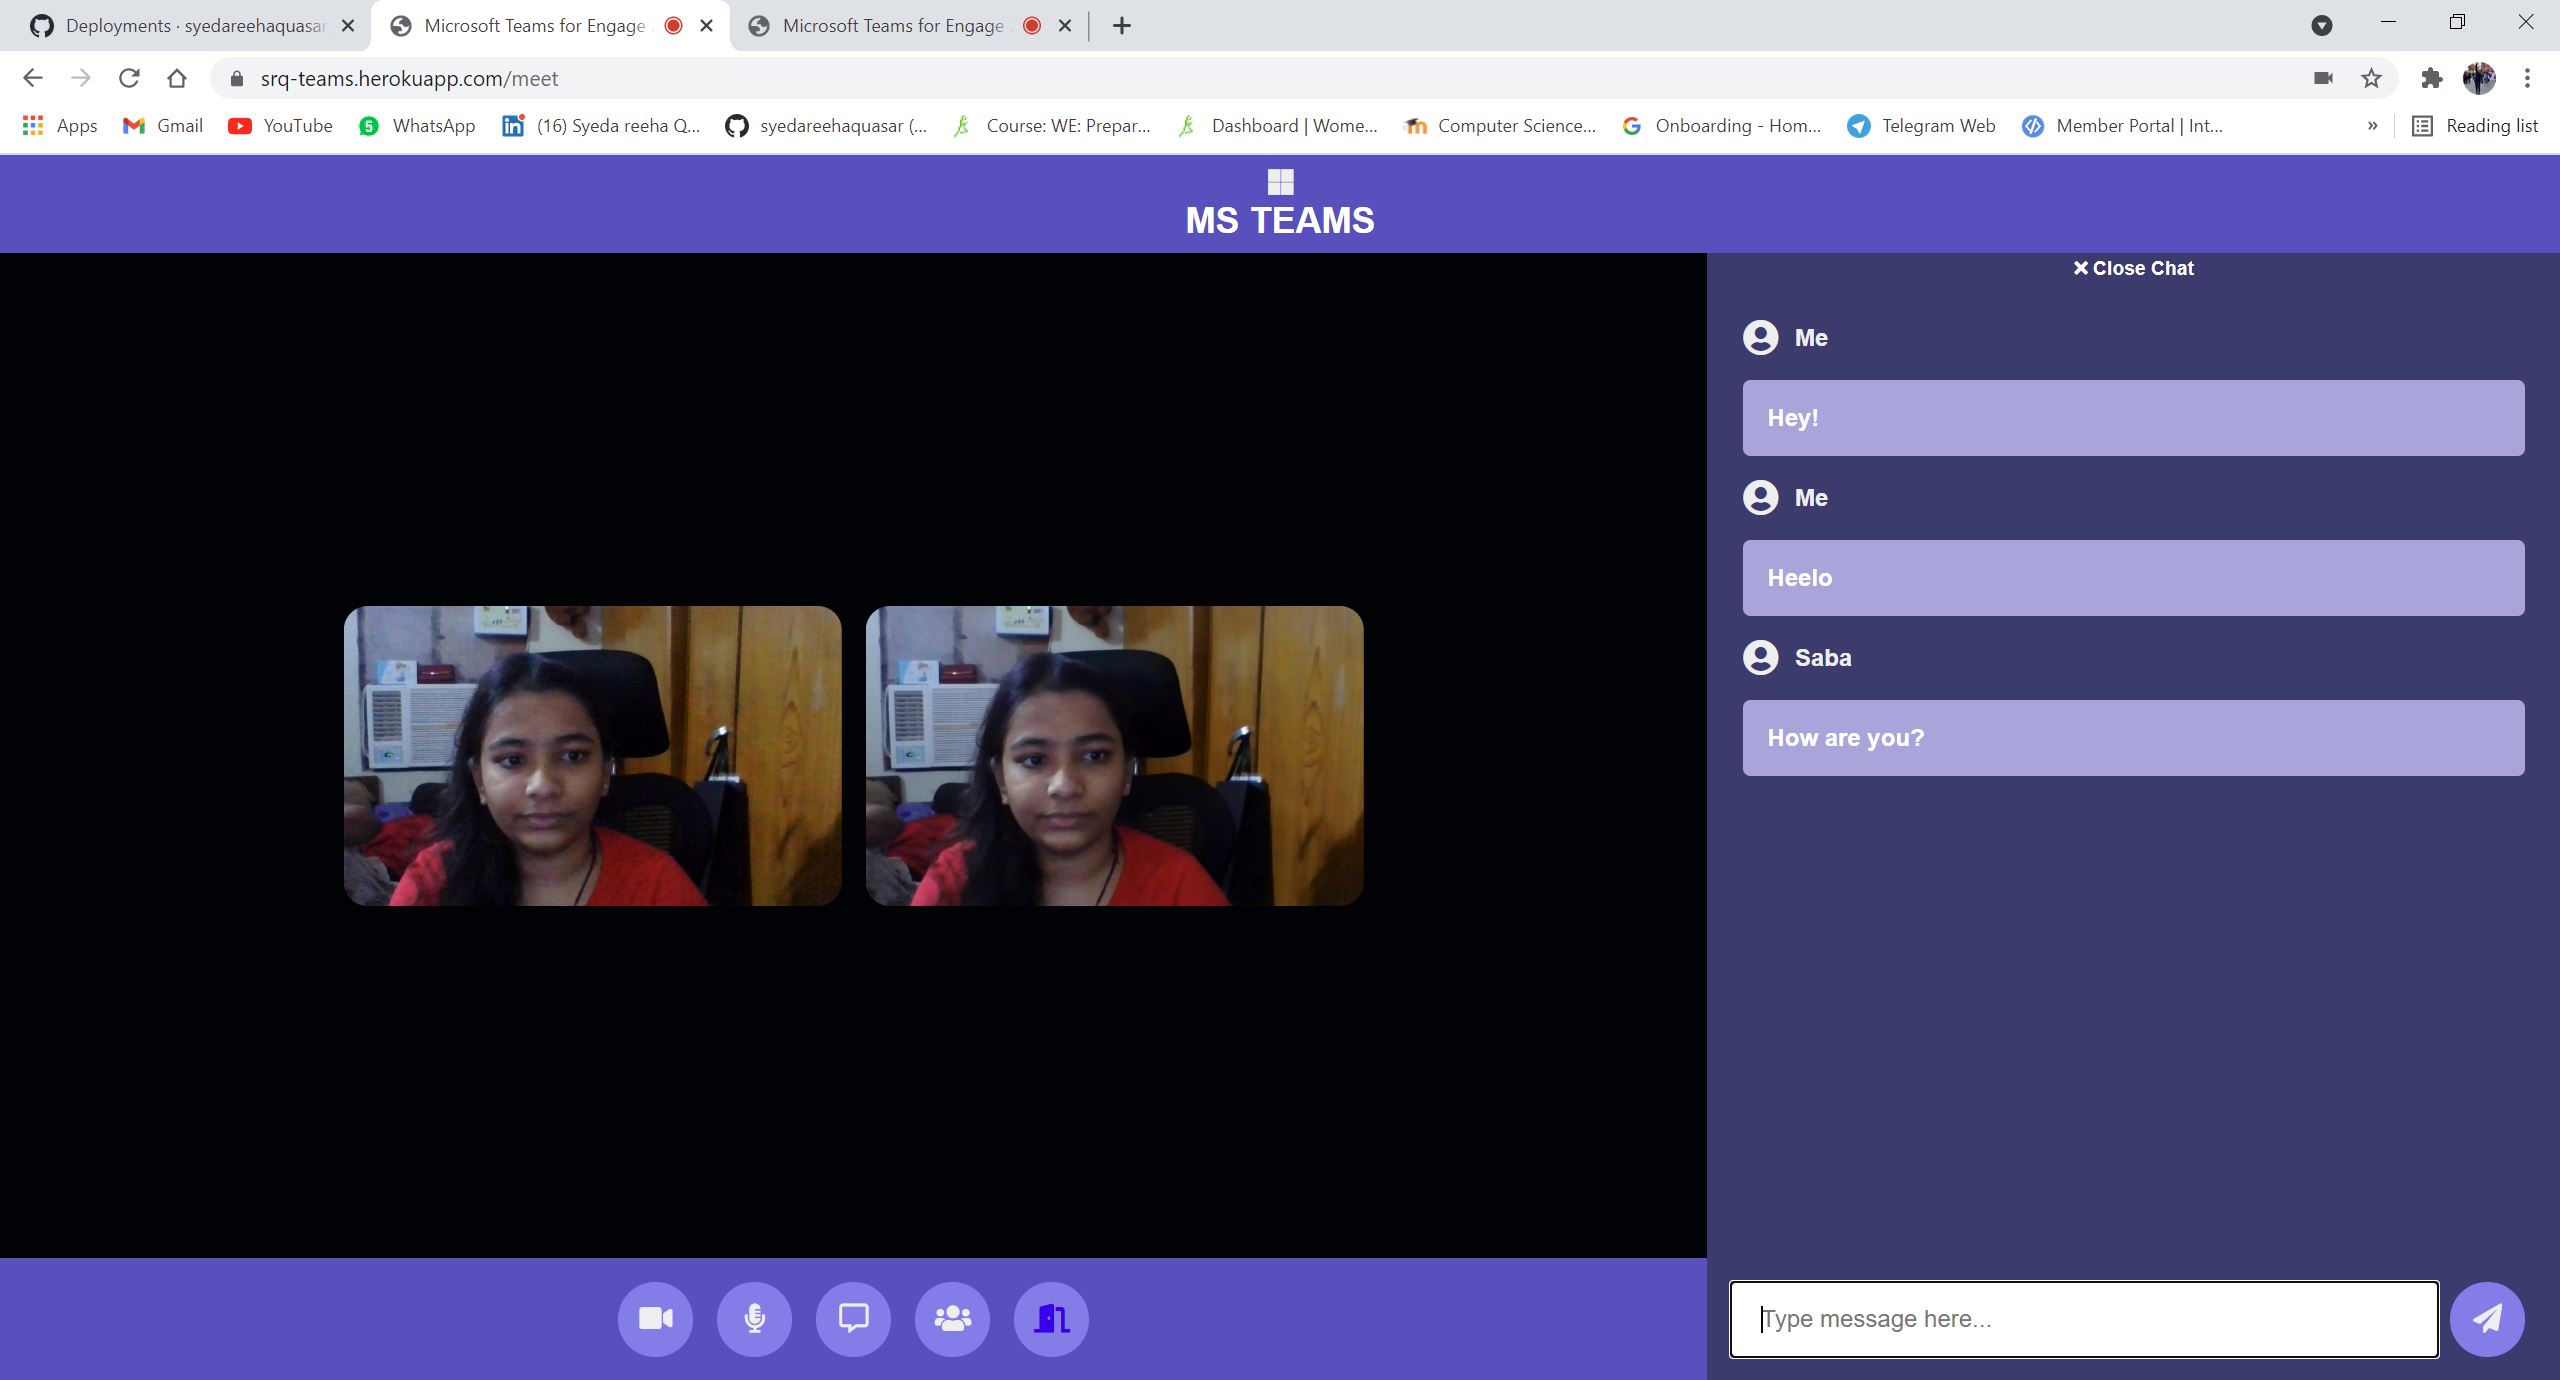 Deployments · syedareehaquasar
Microsoft Teams for Engage
Microsoft Teams for Engage
srq-teams.herokuapp.com/meet
Apps
Gmail
YouTube
5
WhatsApp
(16) Syeda reeha Q...
syedareehaquasar (...
Course: WE: Prepar...
Dashboard | Wome...
Computer Science...
Onboarding - Hom...
Telegram Web
Member Portal | Int...
»
Reading list
MS TEAMS
Close Chat
Me
Hey!
Me
Heelo
Saba
How are you?
Type message here...